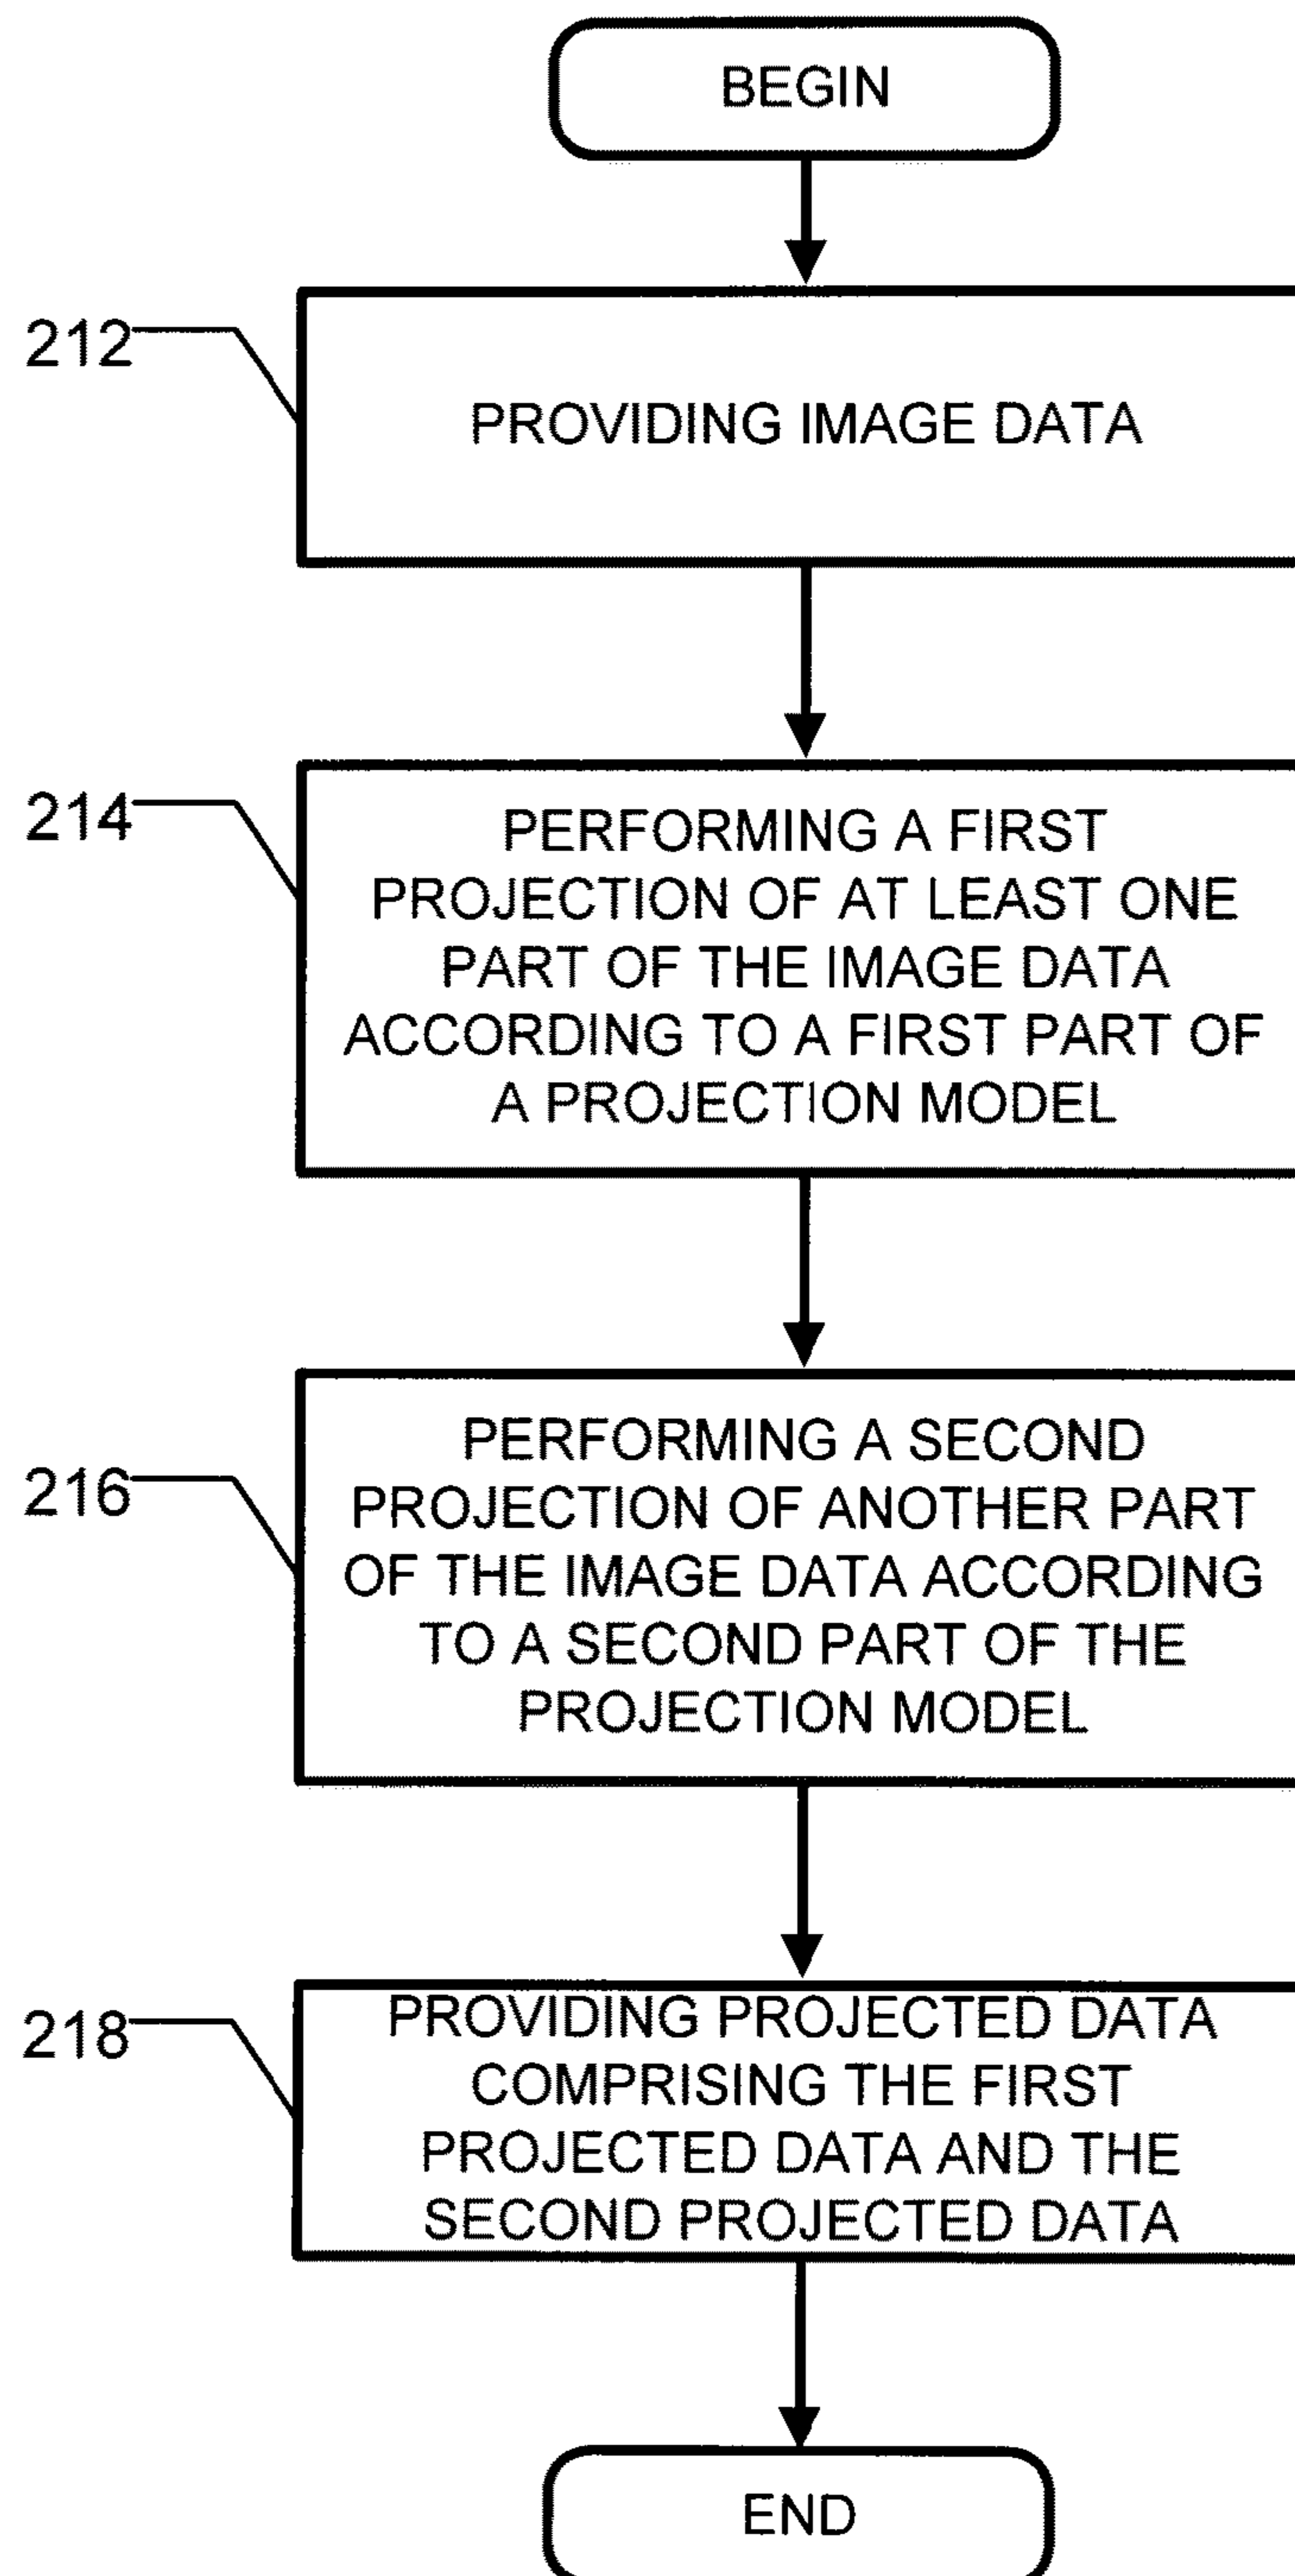 BEGIN
212
PROVIDING IMAGE DATA
214
PERFORMING A FIRST
PROJECTION OF AT LEAST ONE
PART OF THE IMAGE DATA
ACCORDING TO A FIRST PART OF
A PROJECTION MODEL
216
PERFORMING A SECOND
PROJECTION OF ANOTHER PART
OF THE IMAGE DATA ACCORDING
TO A SECOND PART OF THE
PROJECTION MODEL
218
PROVIDING PROJECTED DATA
COMPRISING THE FIRST
PROJECTED DATA AND THE
SECOND PROJECTED DATA
END